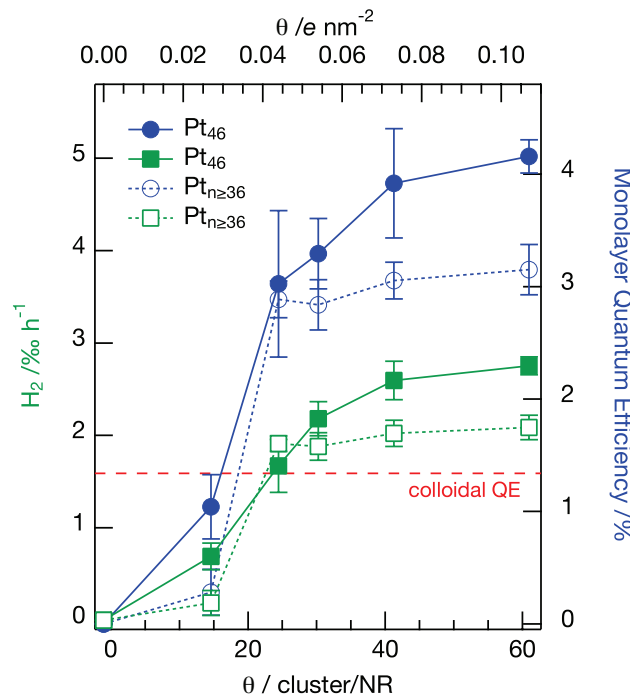 θ /e nm-2
0.00 0.02 0.04 0.06 0.08 0.10
Pt46
Pt46
Ptn≥36
Ptn≥36
5
4
3
2
1
0
H2 /‰ h-1
4
3
2
1
0
Monolayer Quantum Efficiency /%
colloidal QE
0 20 40 60
θ / cluster/NR